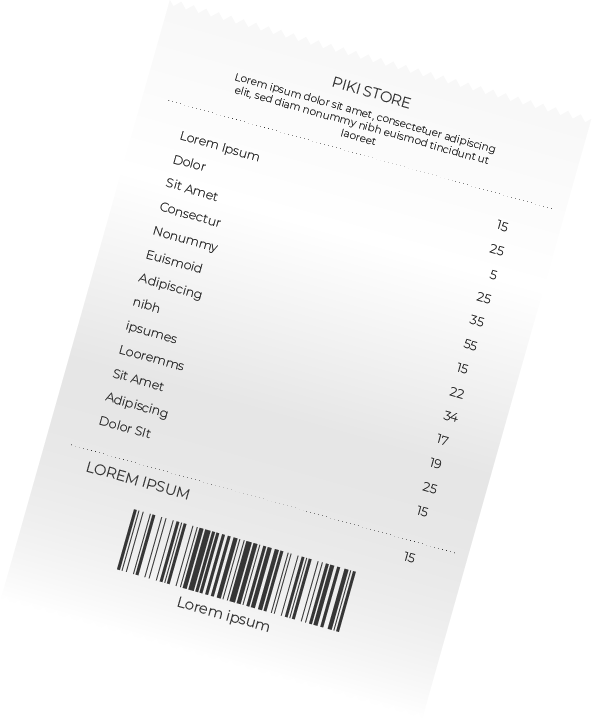 PIKI STORE
Lorem ipsum dolor sit amet, consectetuer adipiscing
elit, sed diam nonummy nibh euismod tincidunt ut
laoreet
Lorem Ipsum 15
Dolor 25
Sit Amet 5
Consectur 25
Nonummy 35
Euismoid 55
Adipiscing 15
nibh 22
ipsumes 34
Looremms 17
Sit Amet 19
Adipiscing 25
Dolor SIt 15
LOREM IPSUM 15
Lorem ipsum